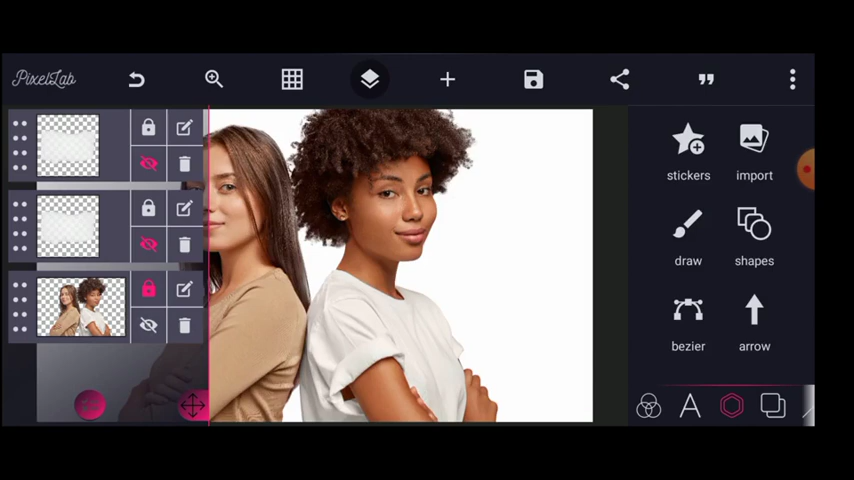 PixelLab
stickers
import
draw
shapes
bezier
arrow